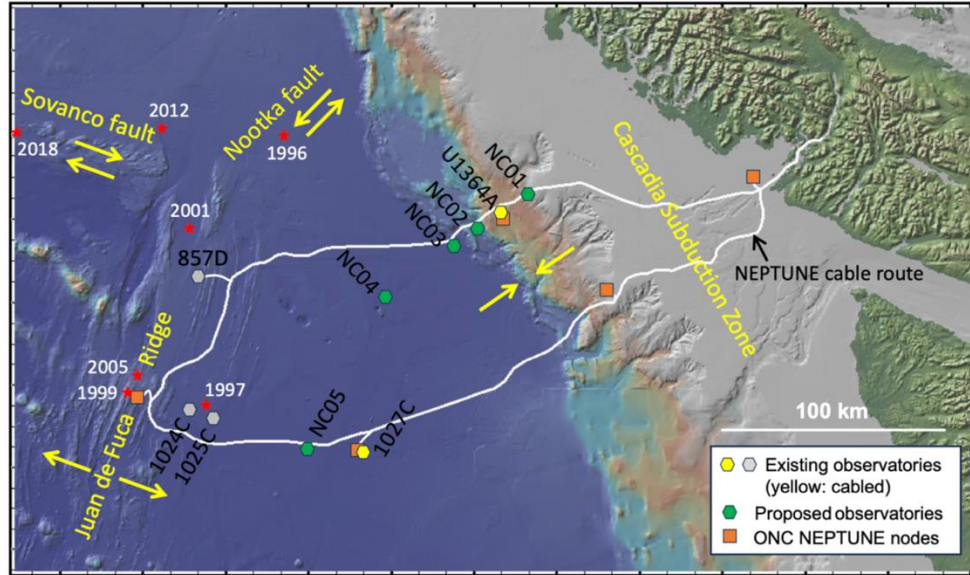 Sovanco fault
2012
2018
Nootka fault
1996
2001
857D
NC01
U1364A
NC02
NC03
NC04
Cascadia Subduction Zone
NEPTUNE cable route
Juan de Fuca Ridge
2005
1999
1997
1024C
1025C
NC05
1027C
100 km
Existing observatories
(yellow: cabled)
Proposed observatories
ONC NEPTUNE nodes